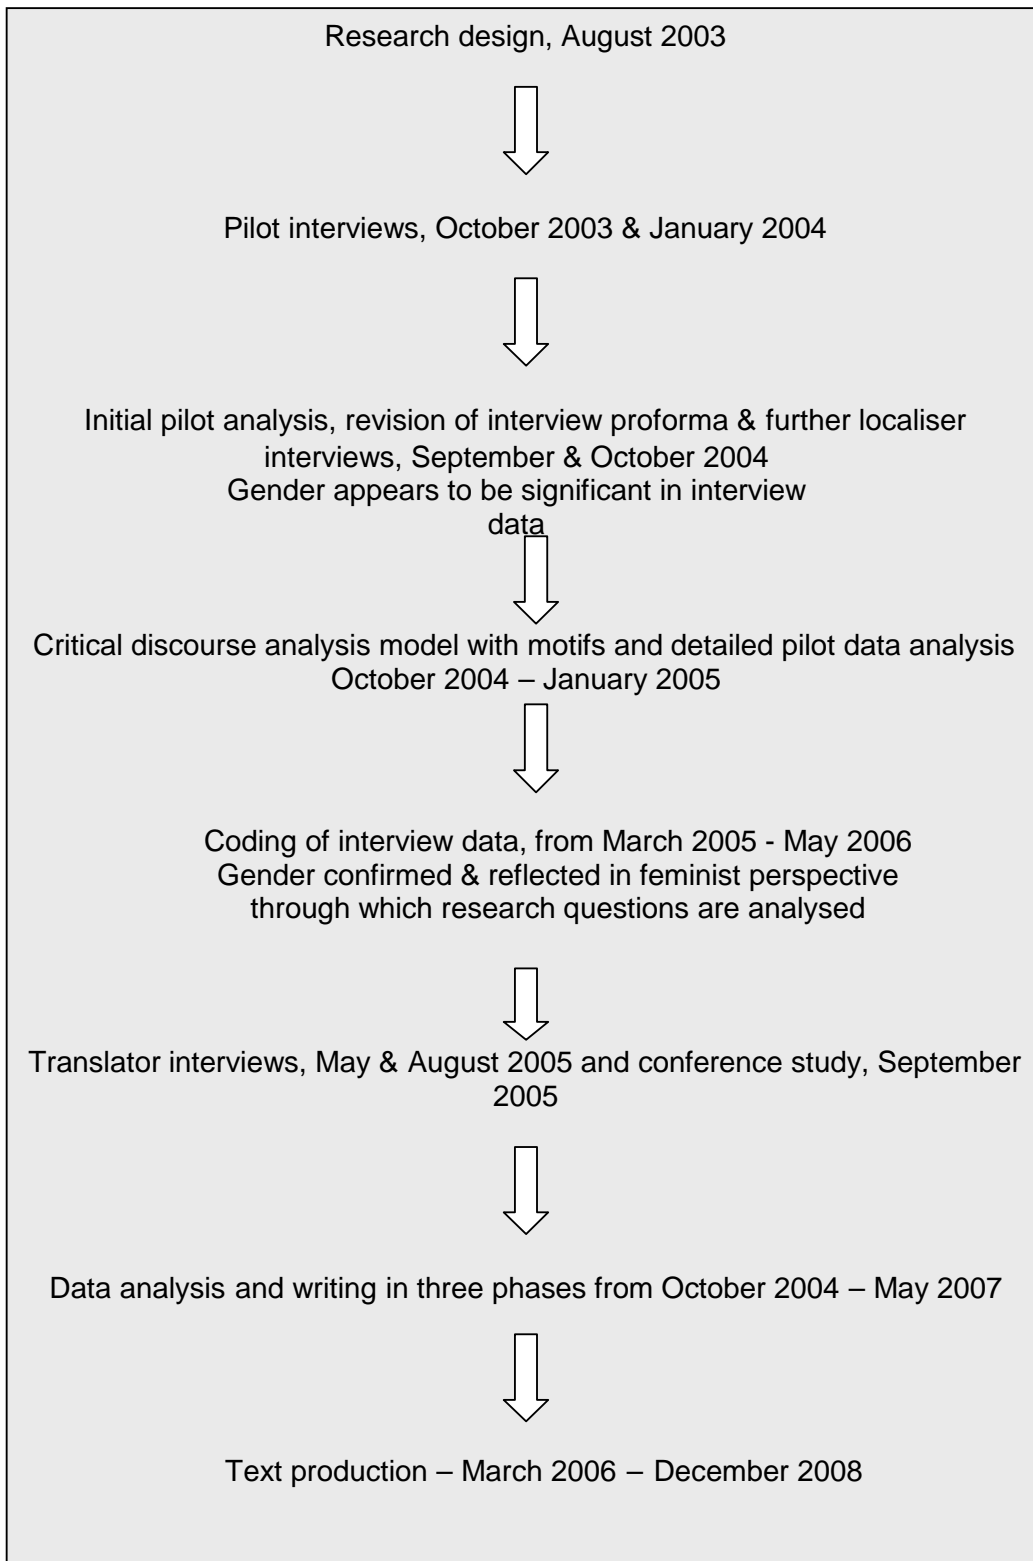 Research design, August 2003
Pilot interviews, October 2003 & January 2004
Initial pilot analysis, revision of interview proforma & further localiser
interviews, September & October 2004
Gender appears to be significant in interview
data
Critical discourse analysis model with motifs and detailed pilot data analysis
October 2004 – January 2005
Coding of interview data, from March 2005 - May 2006
Gender confirmed & reflected in feminist perspective
through which research questions are analysed
Translator interviews, May & August 2005 and conference study, September
2005
Data analysis and writing in three phases from October 2004 – May 2007
Text production – March 2006 – December 2008